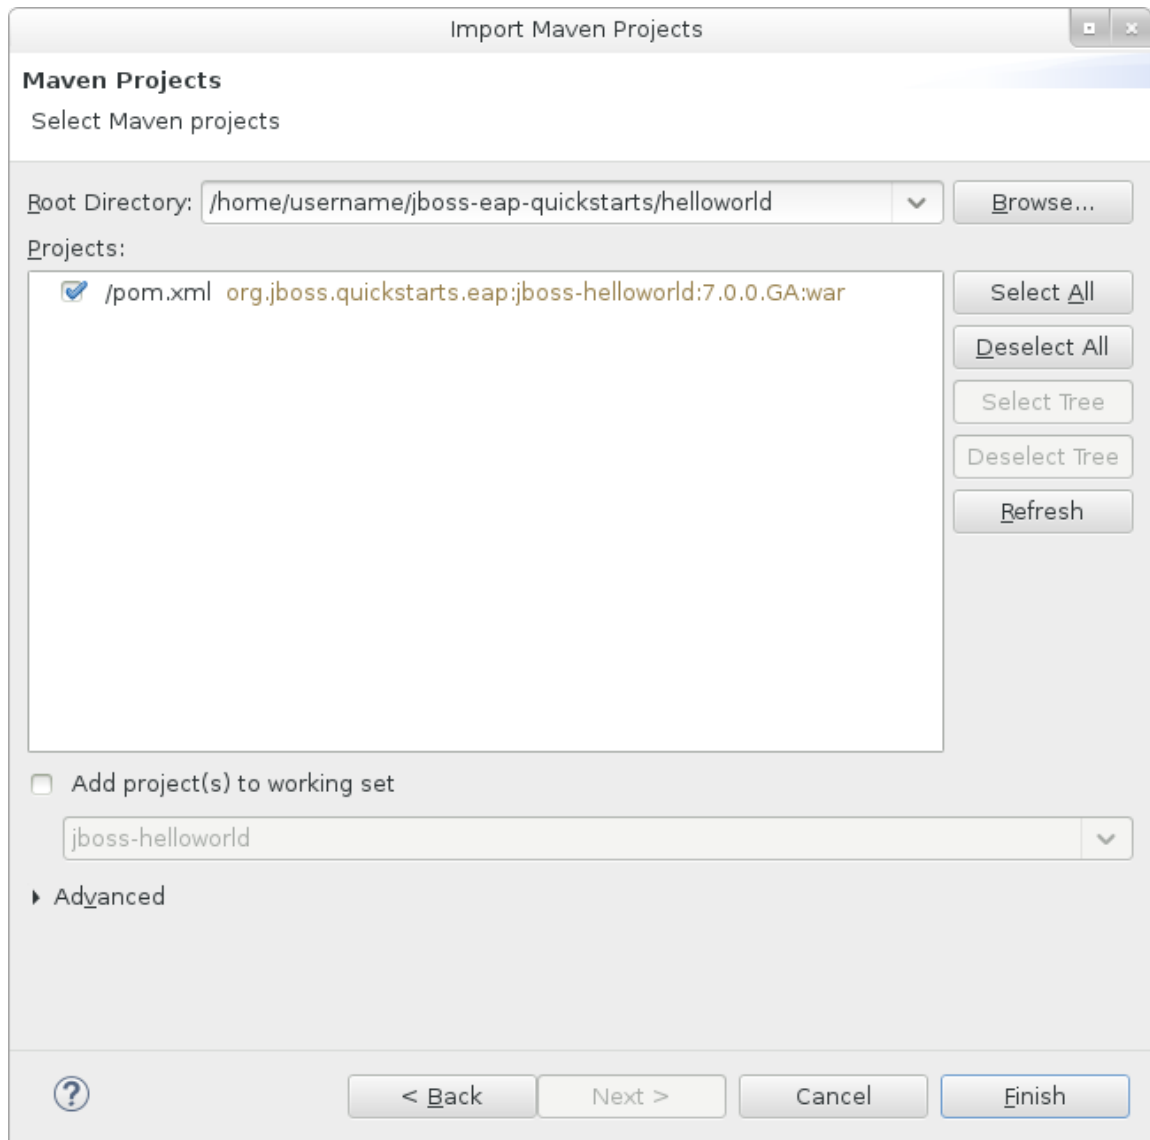 Import Maven Projects
Maven Projects
Select Maven projects
Root Directory: /home/username/jboss-eap-quickstarts/helloworld Browse...
Projects:
/pom.xml org.jboss.quickstarts.eap:jboss-helloworld:7.0.0.GA:war
Select All
Deselect All
Select Tree
Deselect Tree
Refresh
Add project(s) to working set
jboss-helloworld
Advanced
? < Back Next > Cancel Finish